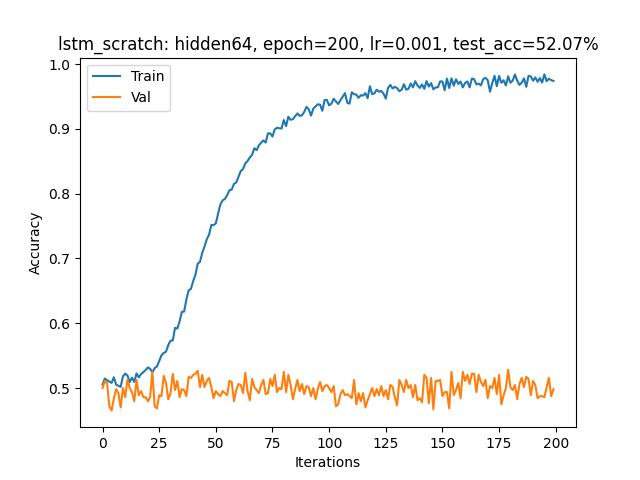 lstm_scratch: hidden64, epoch=200, lr=0.001, test_acc=52.07%
1.0
Train
Val
0.9
0.8
0.7
0.6
0.5
Accuracy
0 25 50 75 100 125 150 175 200
Iterations